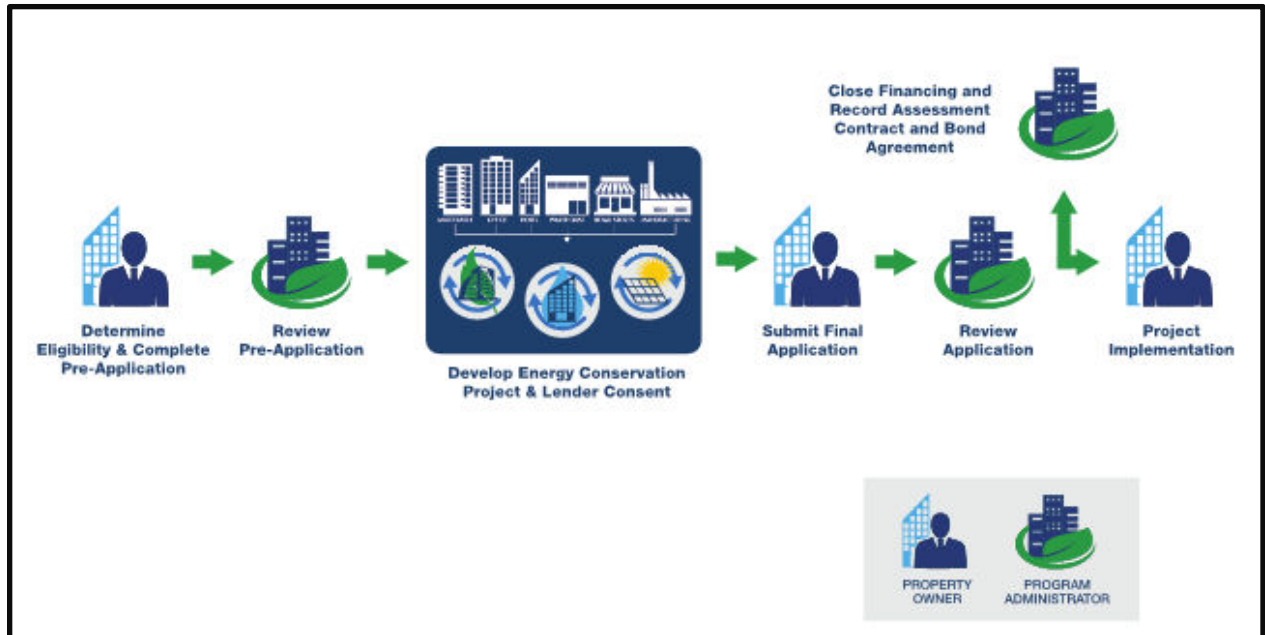 Close Financing and
Record Assessment
Contract and Bond
Agreement
Determine
Eligibility & Complete
Pre-Application
Review
Pre-Application
Develop Energy Conservation
Project & Lender Consent
Submit Final
Application
Review
Application
Project
Implementation
PROPERTY
OWNER
PROGRAM
ADMINISTRATOR